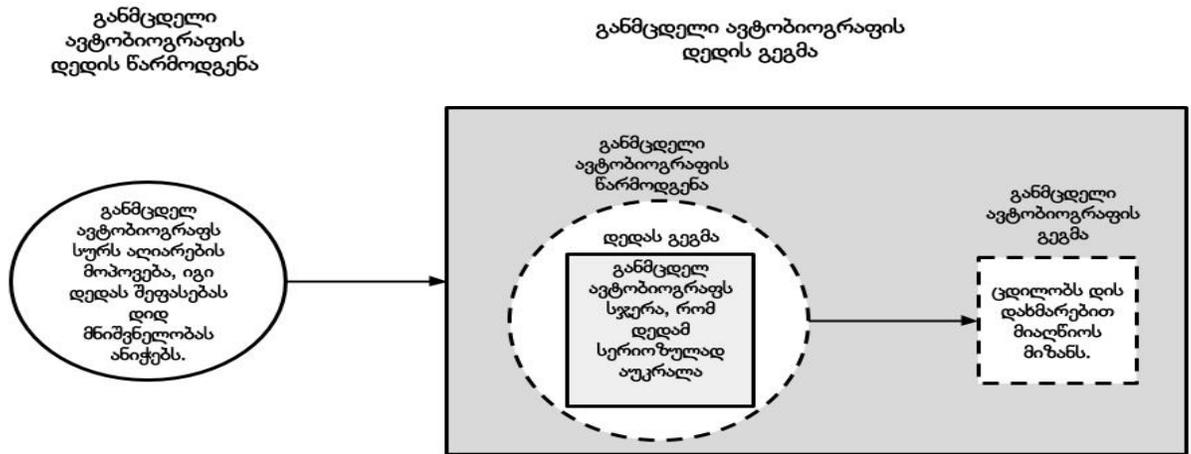 განმცდელი
ავტობიოგრაფის
დედის წარმოდგენა
განმცდელი ავტობიოგრაფის
დედის გეგმა
განმცდელ
ავტობიოგრაფს
სურს აღიარების
მოპოვება, იგი
დედას შეფასებას
დიდ
მნიშვნელობას
ანიჭებს.
განმცდელი
ავტობიოგრაფის
წარმოდგენა
დედას გეგმა
განმცდელ
ავტობიოგრაფს
სჯერა, რომ
დედამ
სერიოზულად
აუკრალა
განმცდელი
ავტობიოგრაფის
გეგმა
ცდილობს დის
დახმარებით
მიაღწიოს
მიზანს.